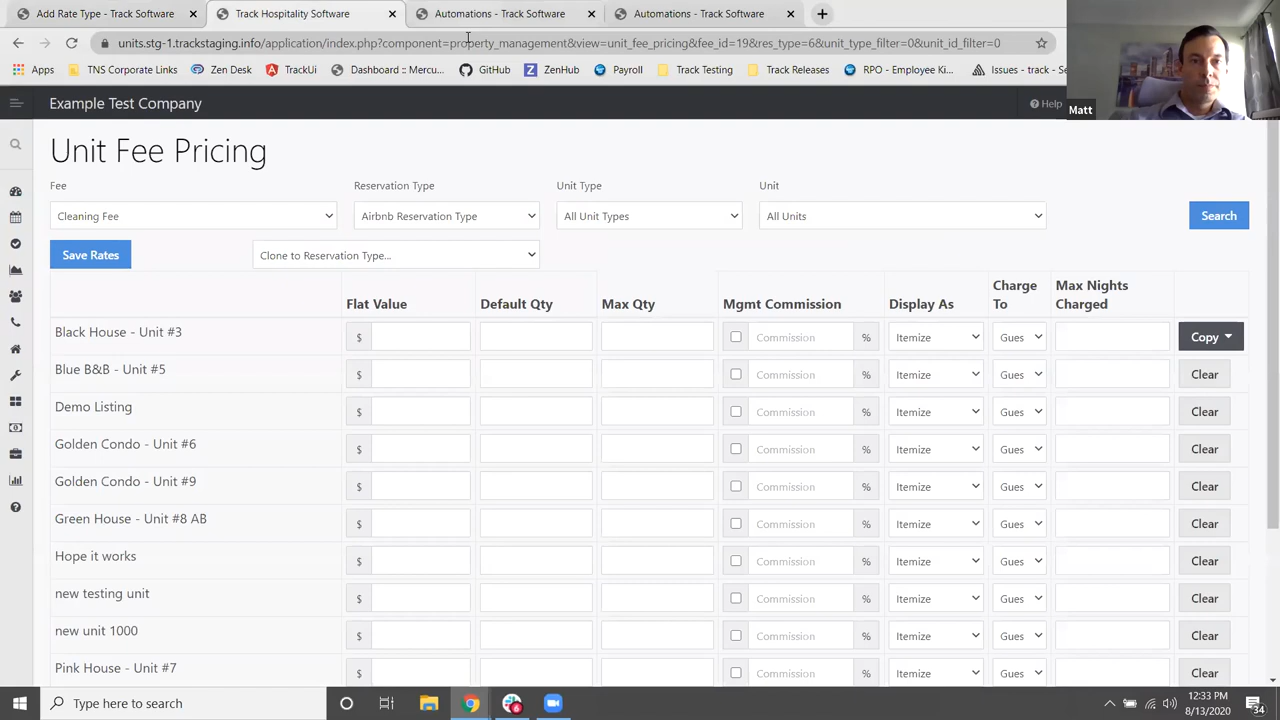 Add Rate Type - Track Software
Track Hospitality Software
Automations - Track Software
Automations - Track Software
units.stg-1.trackstaging.info/application/index.php?component=property_management&view=unit_fee_pricing&fee_id=19&res_type=6&unit_type_filter=0&unit_id_filter=0
Apps TNS Corporate Links Zen Desk TrackUi Dashboard :: Mercu... GitHub ZenHub Payroll Track Testing Track Releases RPO - Employee Ki... Issues - track - Se
Example Test Company
Help
Matt
Unit Fee Pricing
Fee Reservation Type Unit Type Unit
Cleaning Fee Airbnb Reservation Type All Unit Types All Units Search
Save Rates Clone to Reservation Type...
Flat Value Default Qty Max Qty Mgmt Commission Display As Charge To Max Nights Charged
Black House - Unit #3 $ Commission % Itemize Gues Copy
Blue B&B - Unit #5 $ Commission % Itemize Gues Clear
Demo Listing $ Commission % Itemize Gues Clear
Golden Condo - Unit #6 $ Commission % Itemize Gues Clear
Golden Condo - Unit #9 $ Commission % Itemize Gues Clear
Green House - Unit #8 AB $ Commission % Itemize Gues Clear
Hope it works $ Commission % Itemize Gues Clear
new testing unit $ Commission % Itemize Gues Clear
new unit 1000 $ Commission % Itemize Gues Clear
Pink House - Unit #7 $ Commission % Itemize Gues Clear
Type here to search
12:33 PM
8/13/2020
34